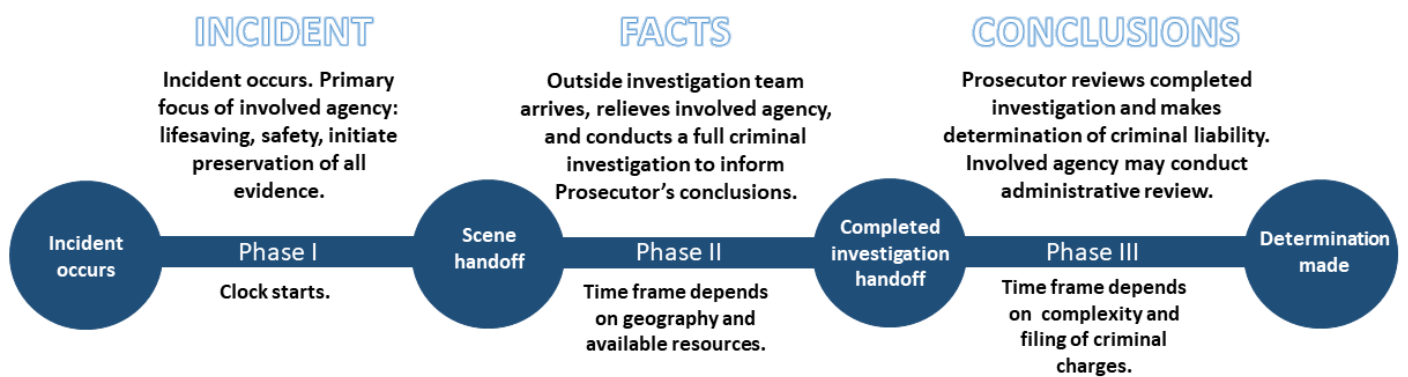 INCIDENT
Incident occurs. Primary
focus of involved agency:
lifesaving, safety, initiate
preservation of all
evidence.
FACTS
Outside investigation team
arrives, relieves involved agency,
and conducts a full criminal
investigation to inform
Prosecutor’s conclusions.
CONCLUSIONS
Prosecutor reviews completed
investigation and makes
determination of criminal liability.
Involved agency may conduct
administrative review.
Incident
occurs
Phase I
Scene
handoff
Phase II
Completed
investigation
handoff
Phase III
Determination
made
Clock starts.
Time frame depends
on geography and
available resources.
Time frame depends
on complexity and
filing of criminal
charges.